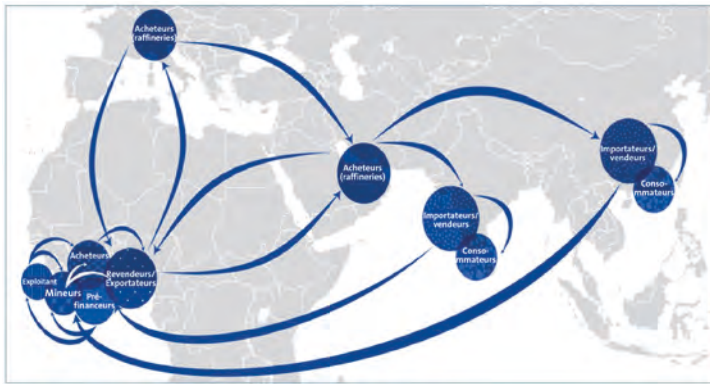 Acheteurs
(raffineries)
Acheteurs
(raffineries)
Importateurs/
vendeurs
Conso-
mmateurs
Importateurs/
vendeurs
Conso-
mmateurs
Acheteurs
Exploitant
Mineurs
Pré-
financeurs
Revendeurs/
Exportateurs